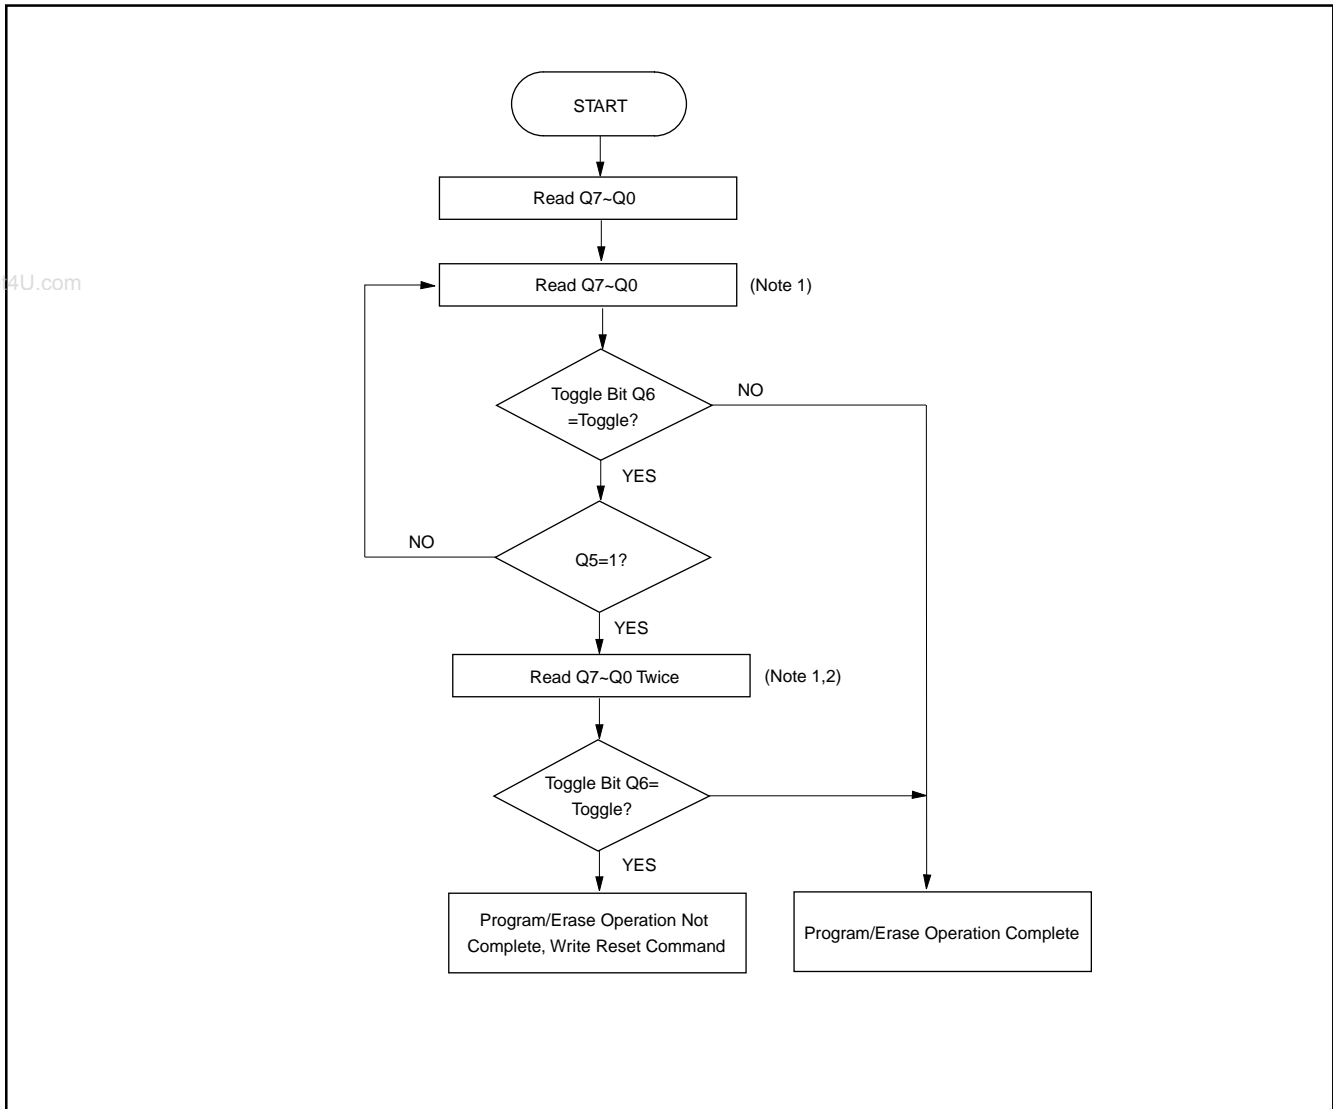 START
Read Q7~Q0
t4U.com
Read Q7~Q0
(Note 1)
Toggle Bit Q6
=Toggle?
NO
YES
NO
Q5=1?
YES
Read Q7~Q0 Twice
(Note 1,2)
Toggle Bit Q6=
Toggle?
YES
Program/Erase Operation Not
Complete, Write Reset Command
Program/Erase Operation Complete